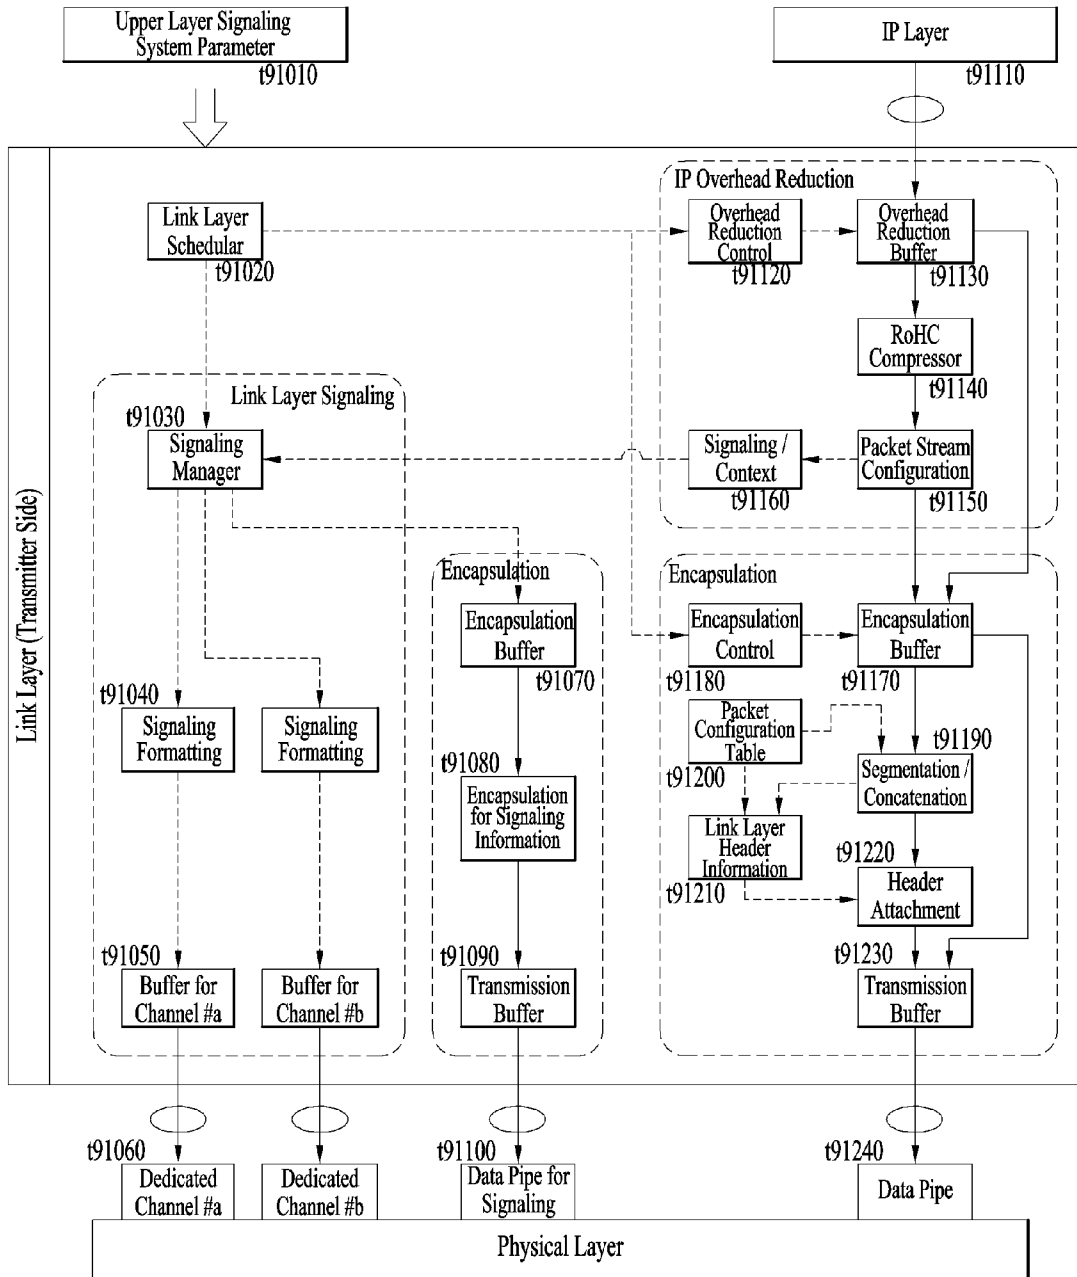 Upper Layer Signaling
System Parameter
t91010
IP Layer
t91110
Link Layer (Transmitter Side)
IP Overhead Reduction
Link Layer
Schedular
t91020
Overhead
Reduction
Control
t91120
Overhead
Reduction
Buffer
t91130
RoHC
Compressor
t91140
Link Layer Signaling
t91030
Signaling
Manager
Signaling /
Context
t91160
Packet Stream
Configuration
t91150
Encapsulation
Encapsulation
Buffer
t91070
Encapsulation
Encapsulation
Control
t91180
Encapsulation
Buffer
t91170
t91040
Signaling
Formatting
Signaling
Formatting
t91080
Encapsulation
for Signaling
Information
Packet
Configuration
Table
t91200
t91190
Segmentation /
Concatenation
Link Layer
Header
Information
t91210
t91220
Header
Attachment
t91050
Buffer for
Channel #a
Buffer for
Channel #b
t91090
Transmission
Buffer
t91230
Transmission
Buffer
t91060
Dedicated
Channel #a
Dedicated
Channel #b
t91100
Data Pipe for
Signaling
t91240
Data Pipe
Physical Layer